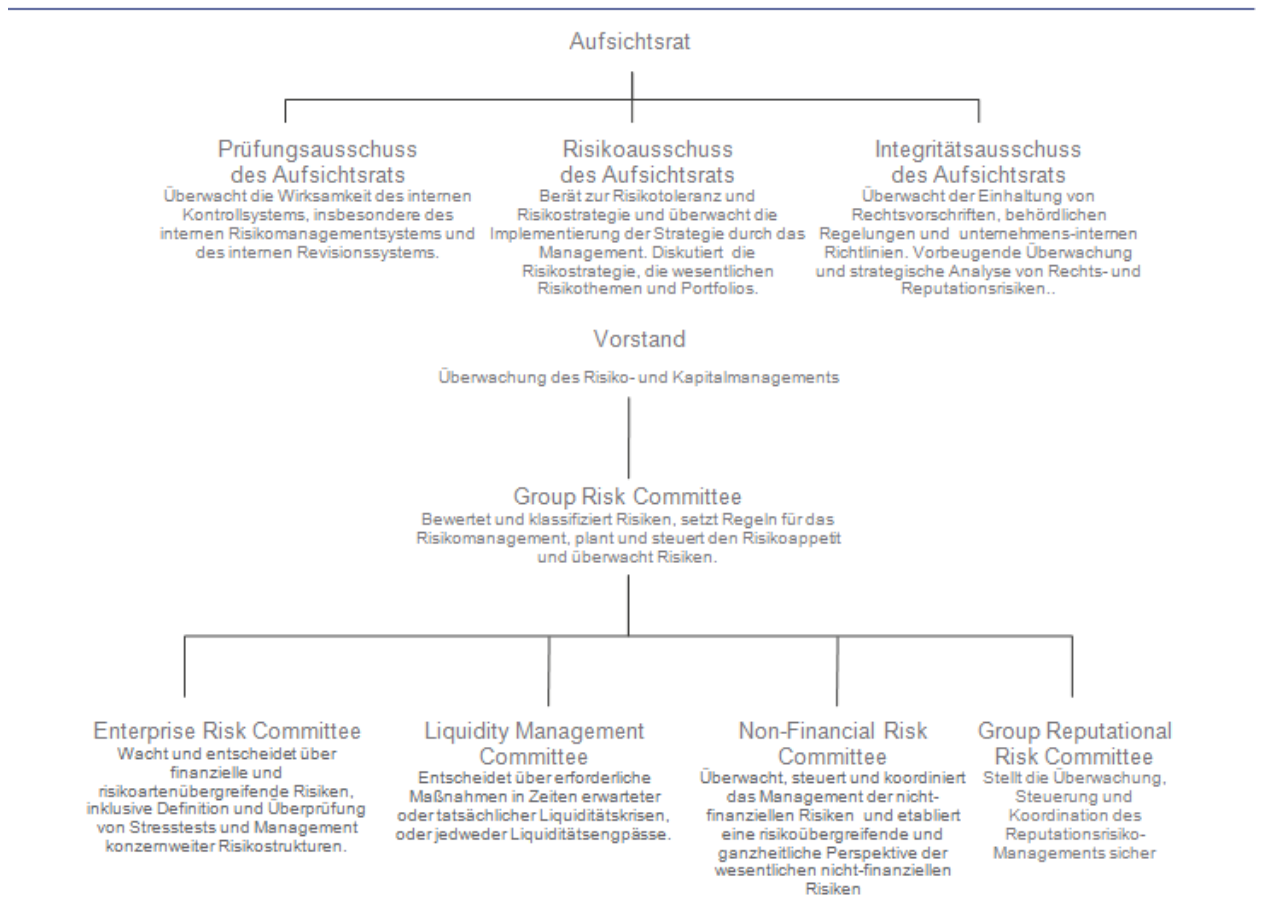 Aufsichtsrat
Prüfungsausschuss
des Aufsichtsrats
Überwacht die Wirksamkeit des internen
Kontrollsystems, insbesondere des
internen Risikomanagementsystems und
des internen Revisionssystems.
Risikoausschuss
des Aufsichtsrats
Berät zur Risikotoleranz und
Risikostrategie und überwacht die
Implementierung der Strategie durch das
Management. Diskutiert die
Risikostrategie, die wesentlichen
Risikothemen und Portfolios.
Integritätsausschuss
des Aufsichtsrats
Überwacht der Einhaltung von
Rechtsvorschriften, behördlichen
Regelungen und unternehmens-internen
Richtlinien. Vorbeugende Überwachung
und strategische Analyse von Rechts- und
Reputationsrisiken..
Vorstand
Überwachung des Risiko- und Kapitalmanagements
Group Risk Committee
Bewertet und klassifiziert Risiken, setzt Regeln für das
Risikomanagement, plant und steuert den Risikoappetit
und überwacht Risiken.
Enterprise Risk Committee
Wacht und entscheidet über
finanzielle und
risikoartenübergreifende Risiken,
inklusive Definition und Überprüfung
von Stresstests und Management
konzernweiter Risikostrukturen.
Liquidity Management
Committee
Entscheidet über erforderliche
Maßnahmen in Zeiten erwarteter
oder tatsächlicher Liquiditätskrisen,
oder jedweder Liquiditätsengpässe.
Non-Financial Risk
Committee
Überwacht, steuert und koordiniert
das Management der nicht-
finanziellen Risiken und etabliert
eine risikoübergreifende und
ganzheitliche Perspektive der
wesentlichen nicht-finanziellen
Risiken
Group Reputational
Risk Committee
Stellt die Überwachung,
Steuerung und
Koordination des
Reputationsrisiko-
Managements sicher